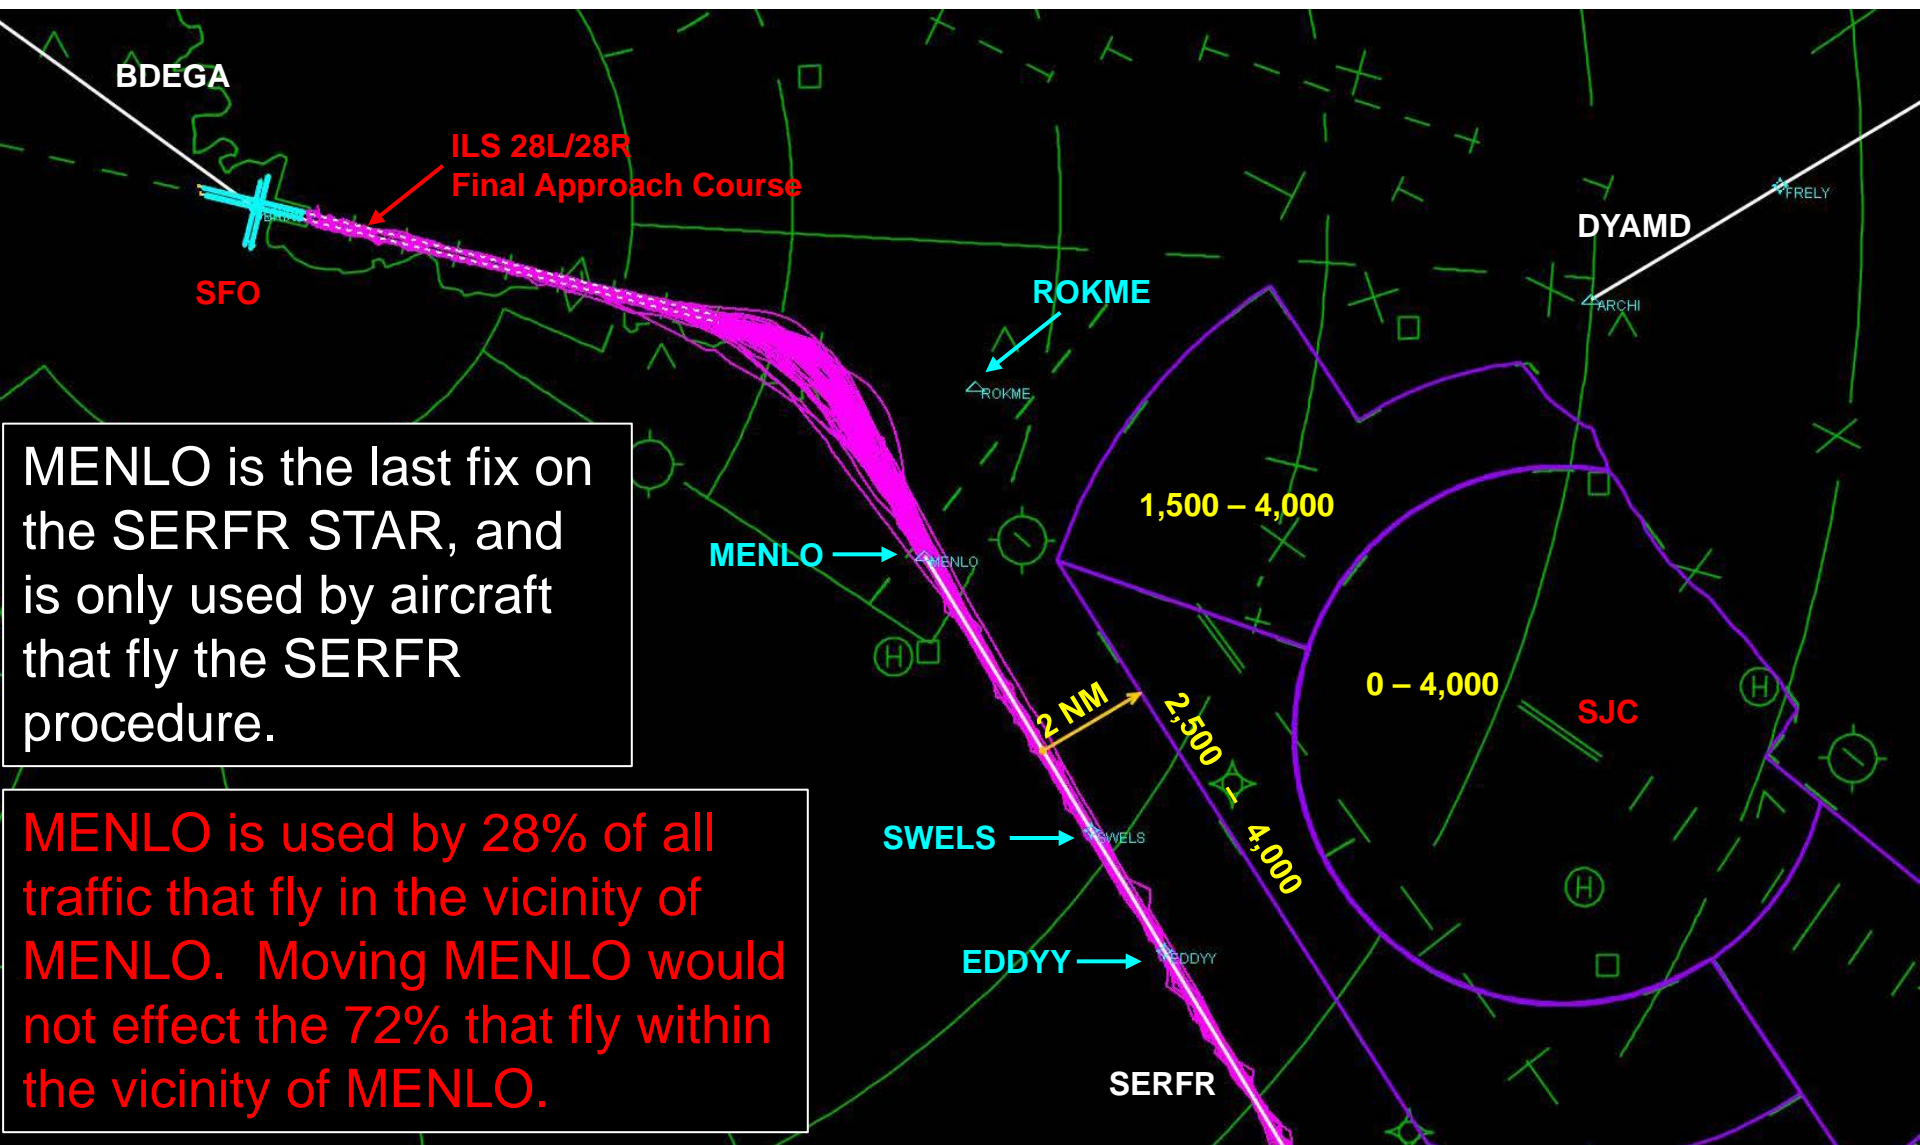 BDEGA
ILS 28L/28R
Final Approach Course
FRELY
DYAMD
SFO
ROKME
ARCHI
ROKME
1,500 – 4,000
MENLO
MENLO
MENLO is the last fix on
the SERFR STAR, and
is only used by aircraft
that fly the SERFR
procedure.
H
H
0 – 4,000
SJC
2 NM
2,500 – 4,000
MENLO is used by 28% of all
traffic that fly in the vicinity of
MENLO.  Moving MENLO would
not effect the 72% that fly within
the vicinity of MENLO.
SWELS
SWELS
H
EDDYY
EDDYY
SERFR